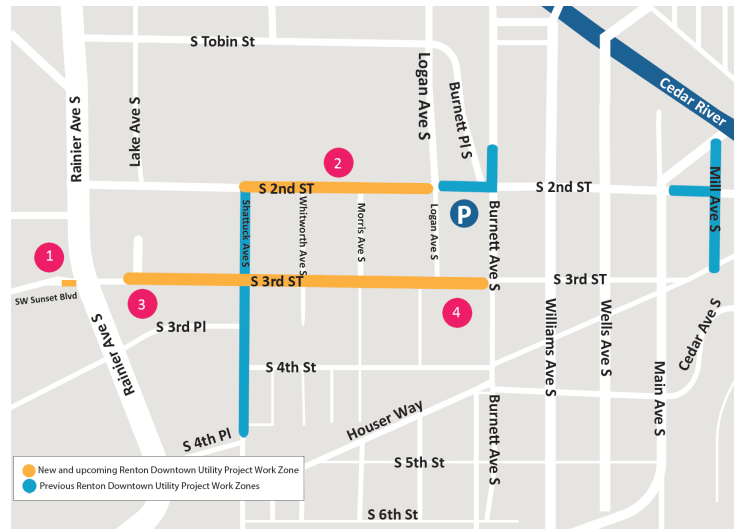 S Tobin St
Rainier Ave S
Lake Ave S
Logan Ave S
Burnett Pl S
Cedar River
2
S 2nd ST
S 2nd ST
Mill Ave S
P
Shattuck Ave S
Whitworth Ave S
Morris Ave S
Logan Ave S
Burnett Ave S
1
S 3rd ST
S 3rd ST
SW Sunset Blvd
3
4
S 3rd Pl
Rainier Ave S
Williams Ave S
Wells Ave S
Cedar Ave S
Main Ave S
S 4th St
Houser Way
Burnett Ave S
S 4th Pl
S 5th St
New and upcoming Renton Downtown Utility Project Work Zone
Previous Renton Downtown Utility Project Work Zones
S 6th St